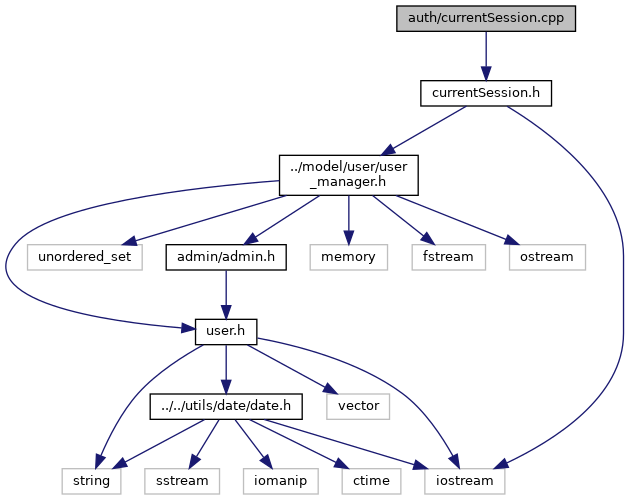 auth/currentSession.cpp
currentSession.h
../model/user/user
_manager.h
unordered_set
admin/admin.h
memory
fstream
ostream
user.h
../../utils/date/date.h
vector
string
sstream
iomanip
ctime
iostream